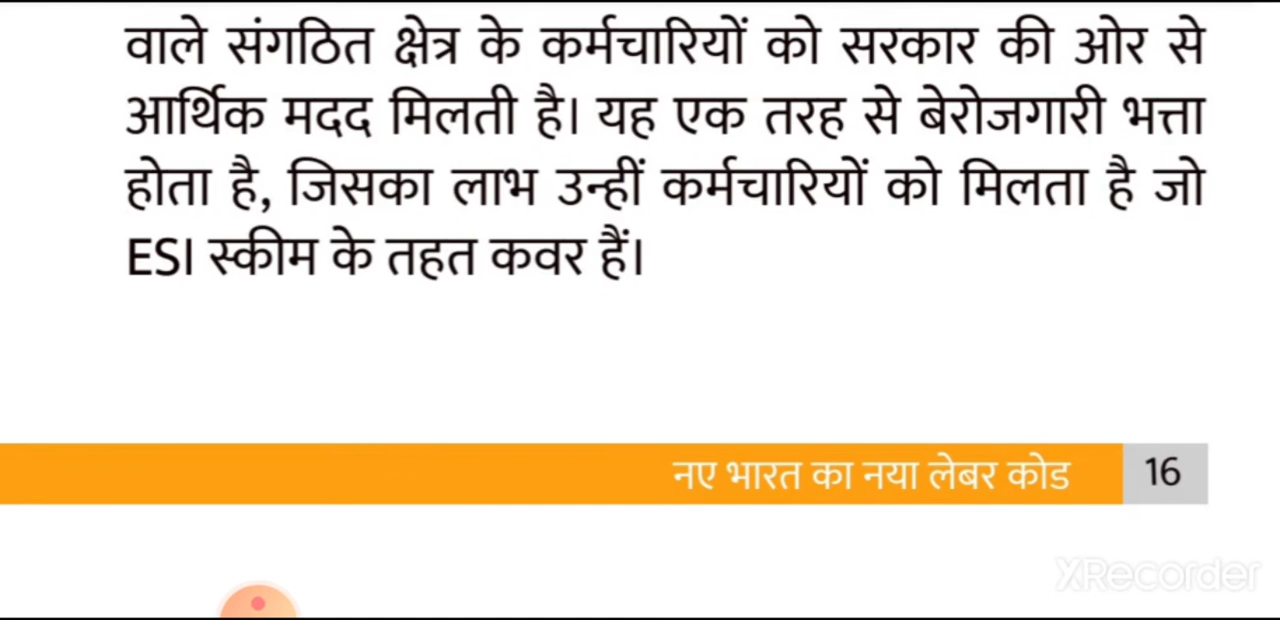 वाले संगठित क्षेत्र के कर्मचारियों को सरकार की ओर से
आर्थिक मदद मिलती है। यह एक तरह से बेरोजगारी भत्ता
होता है, जिसका लाभ उन्हीं कर्मचारियों को मिलता है जो
ESI स्कीम के तहत कवर हैं।
नए भारत का नया लेबर कोड 16
XRecorder